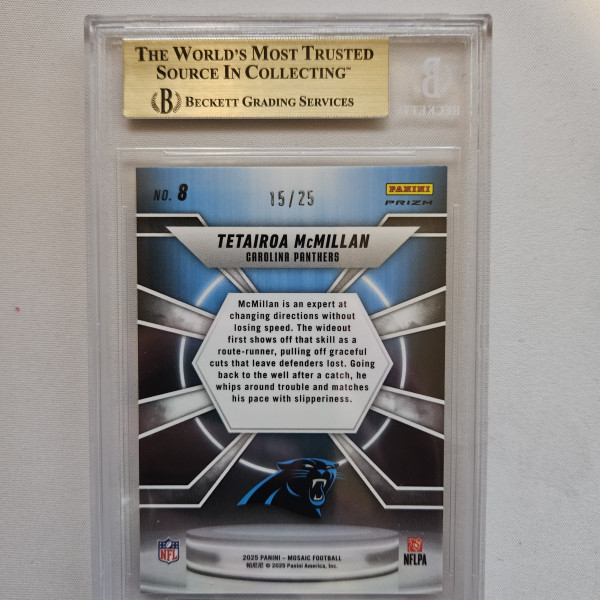 THE WORLD'S MOST TRUSTED
SOURCE IN COLLECTING™
B BECKETT GRADING SERVICES
B
BECKETT
NO. 8
15/25
PANINI
PRIZM
TETAIROA McMILLAN
CAROLINA PANTHERS
McMillan is an expert at
changing directions without
losing speed. The wideout
first shows off that skill as a
route-runner, pulling off graceful
cuts that leave defenders lost. Going
back to the well after a catch, he
whips around trouble and matches
his pace with slipperiness.
NFL
2025 PANINI – MOSAIC FOOTBALL
© 2025 Panini America, Inc.
NFLPA